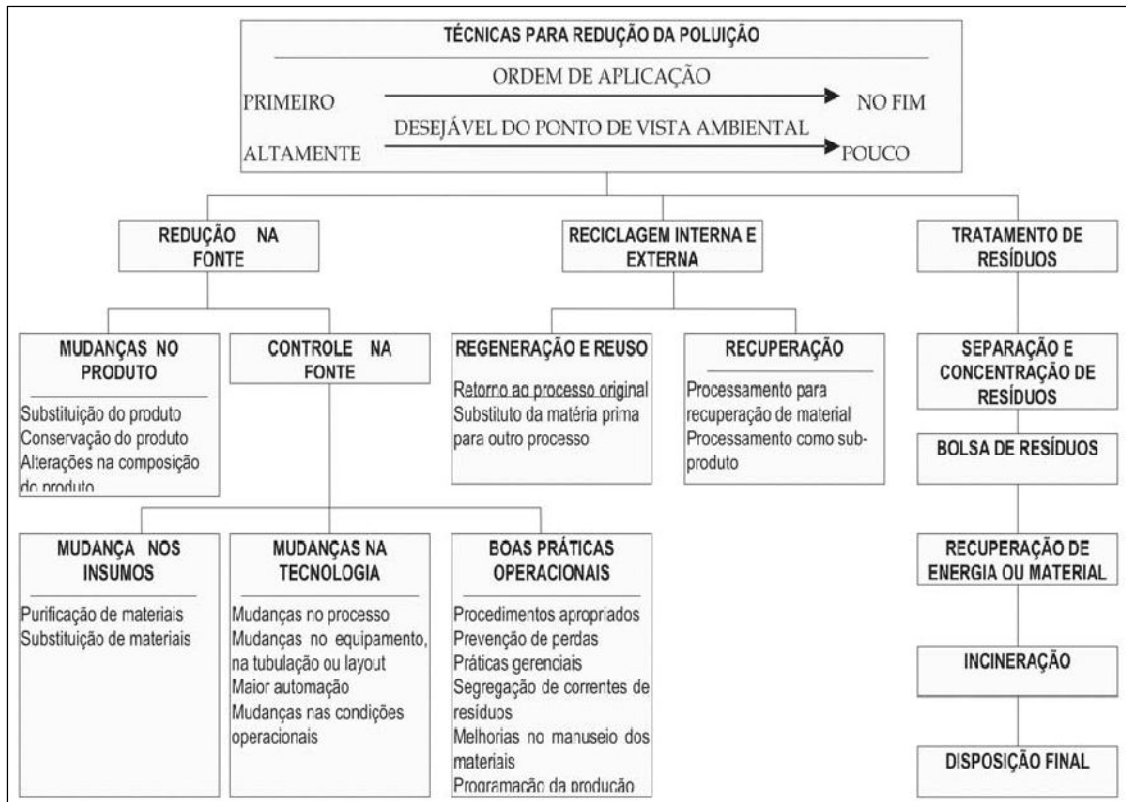 TÉCNICAS PARA REDUÇÃO DA POLUIÇÃO
ORDEM DE APLICAÇÃO
PRIMEIRO
NO FIM
DESEJÁVEL DO PONTO DE VISTA AMBIENTAL
ALTAMENTE
POUCO
REDUÇÃO NA
FONTE
RECICLAGEM INTERNA E
EXTERNA
TRATAMENTO DE
RESÍDUOS
MUDANÇAS NO
PRODUTO
Substituição do produto
Conservação do produto
Alterações na composição
do produto
CONTROLE NA
FONTE
REGENERAÇÃO E REUSO
Retorno ao processo original
Substituto da matéria prima
para outro processo
RECUPERAÇÃO
Processamento para
recuperação de material
Processamento como sub-
produto
SEPARAÇÃO E
CONCENTRAÇÃO DE
RESÍDUOS
BOLSA DE RESÍDUOS
MUDANÇA NOS
INSUMOS
Purificação de materiais
Substituição de materiais
MUDANÇAS NA
TECNOLOGIA
Mudanças no processo
Mudanças no equipamento,
na tubulação ou layout
Maior automação
Mudanças nas condições
operacionais
BOAS PRÁTICAS
OPERACIONAIS
Procedimentos apropriados
Prevenção de perdas
Práticas gerenciais
Segregação de correntes de
resíduos
Melhorias no manuseio dos
materiais
Programação da produção
RECUPERAÇÃO DE
ENERGIA OU MATERIAL
INCINERAÇÃO
DISPOSIÇÃO FINAL